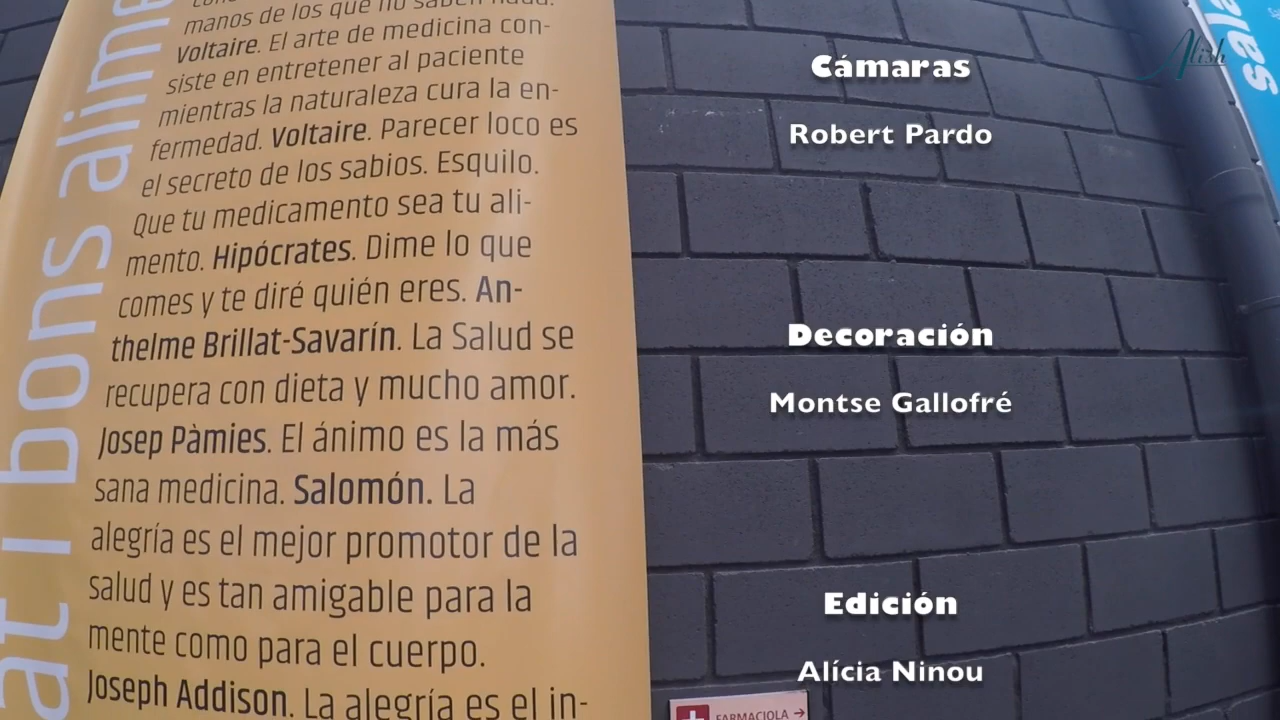 manos de los que no saben nada.
Voltaire. El arte de medicina con-
siste en entretener al paciente
mientras la naturaleza cura la en-
fermedad. Voltaire. Parecer loco es
el secreto de los sabios. Esquilo.
Que tu medicamento sea tu ali-
mento. Hipócrates. Dime lo que
comes y te diré quién eres. An-
thelme Brillat-Savarín. La Salud se
recupera con dieta y mucho amor.
Josep Pàmies. El ánimo es la más
sana medicina. Salomón. La
alegría es el mejor promotor de la
salud y es tan amigable para la
mente como para el cuerpo.
Joseph Addison. La alegría es el in-
at i bons alime
Cámaras
Robert Pardo
Decoración
Montse Gallofré
Edición
Alícia Ninou
FARMACIOLA →
Alish
sala